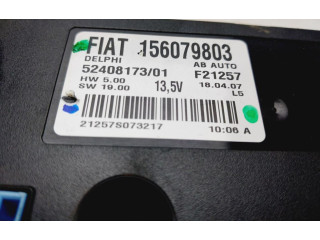 FIAT 156079803
DELPHI AB AUTO
52408173/01 F21257
HW 5.00 18.04.07
SW 19.00 13,5V L5
21257S073217 10:06 A